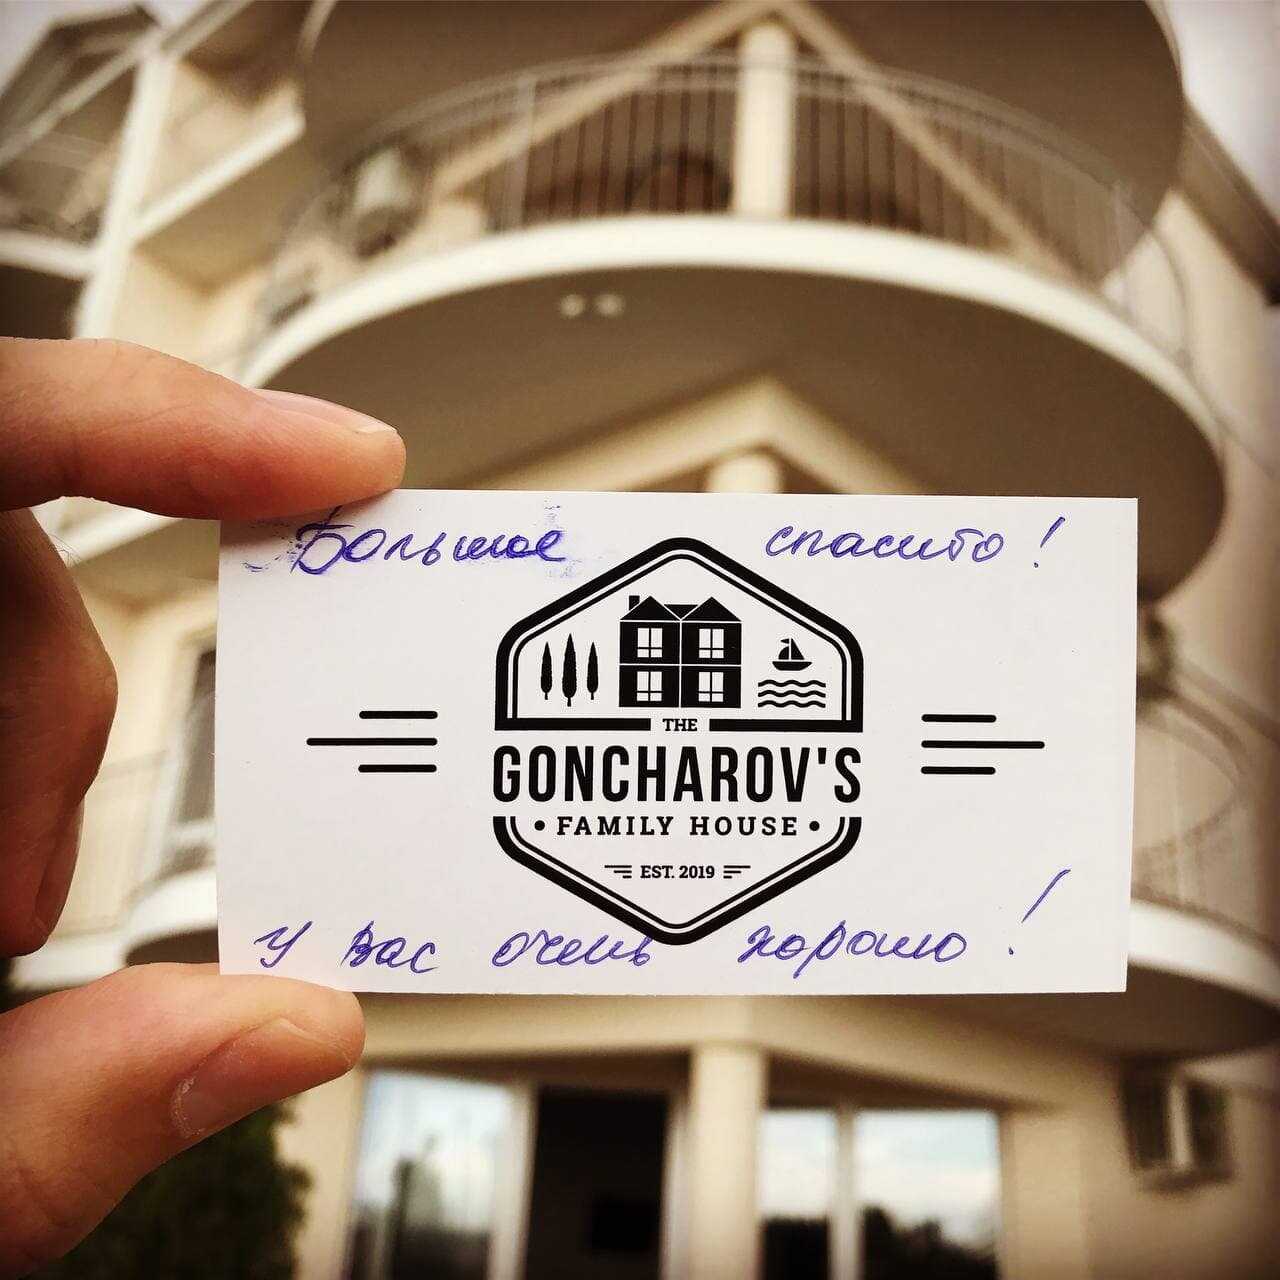 Большое спасибо!
THE
GONCHAROV'S
• FAMILY HOUSE •
EST. 2019
У вас очень хорошо!